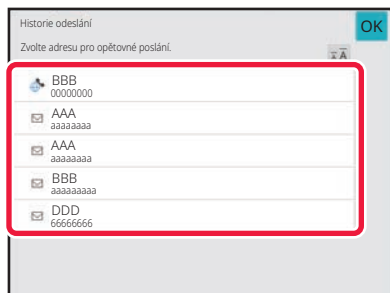 Historie odeslání
OK
Zvolte adresu pro opětovné poslání.
BBB
00000000
AAA
aaaaaaaa
AAA
aaaaaaaa
BBB
aaaaaaaaa
DDD
66666666